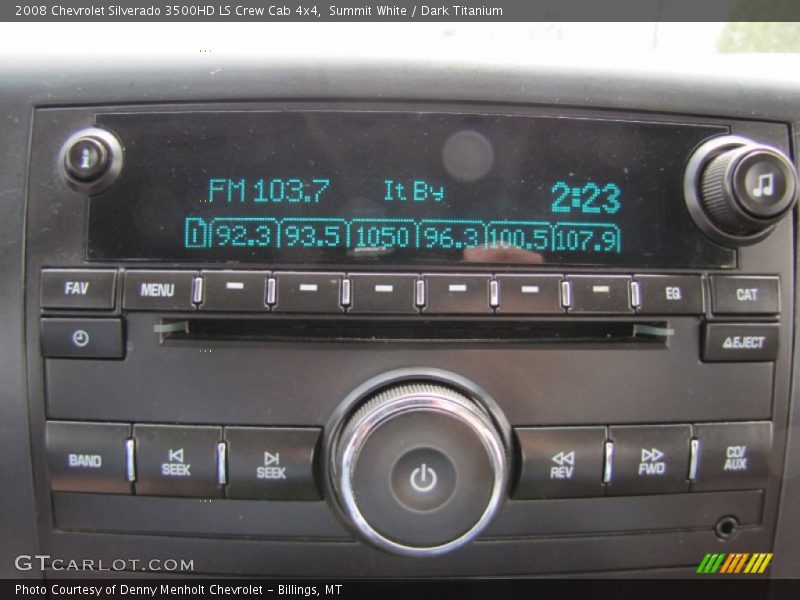 2008 Chevrolet Silverado 3500HD LS Crew Cab 4x4,  Summit White / Dark Titanium
i
FM 103.7 It By 2:23
1 92.3 93.5 1050 96.3 100.5 107.9
FAV MENU EQ CAT
EJECT
BAND SEEK SEEK REV FWD CD/AUX
GTCARLOT.COM
Photo Courtesy of Denny Menholt Chevrolet - Billings, MT